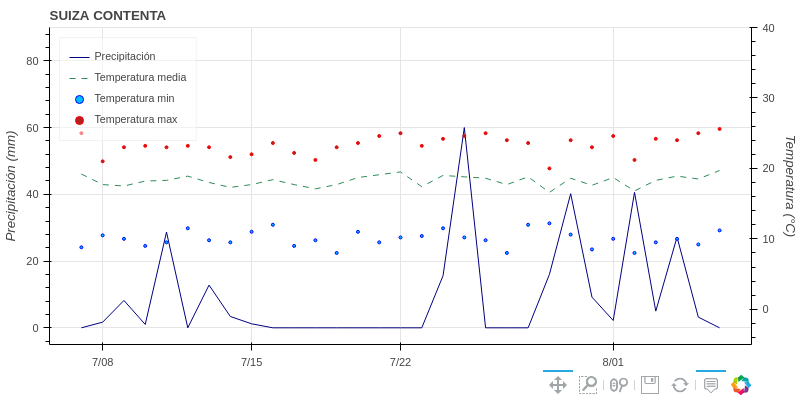 SUIZA CONTENTA
Precipitación
Temperatura media
Temperatura min
Temperatura max
Precipitación (mm)
80
60
40
20
0
Temperatura (°C)
40
30
20
10
0
7/08
7/15
7/22
8/01